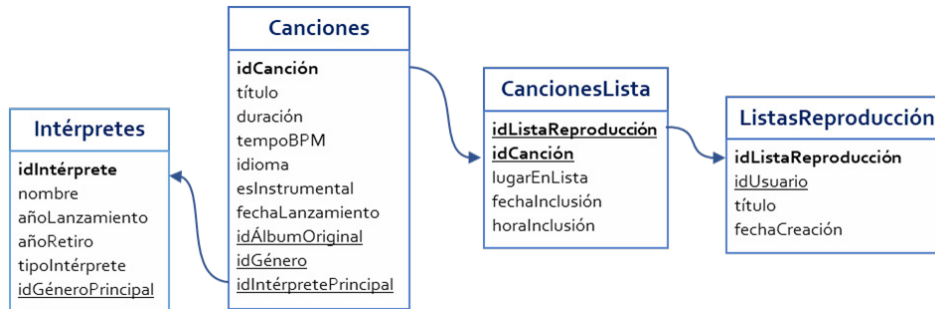 Intérpretes
idIntérprete
nombre
añoLanzamiento
añoRetiro
tipoIntérprete
idGéneroPrincipal
Canciones
idCanción
título
duración
tempoBPM
idioma
esInstrumental
fechaLanzamiento
idÁlbumOriginal
idGénero
idIntérpretePrincipal
CancionesLista
idListaReproducción
idCanción
lugarEnLista
fechaInclusión
horaInclusión
ListasReproducción
idListaReproducción
idUsuario
título
fechaCreación